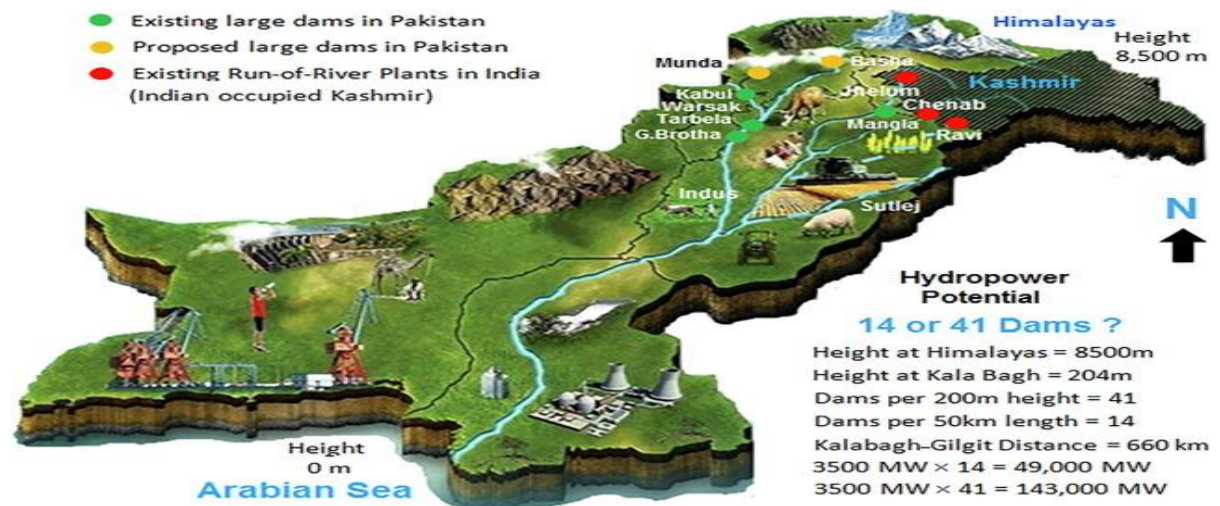 Existing large dams in Pakistan
Proposed large dams in Pakistan
Existing Run-of-River Plants in India
(Indian occupied Kashmir)
Himalayas
Height
8,500 m
Munda
Basha
Kashmir
Jhelum
Kabul
Chenab
Warsak
Tarbela
Mangla
G.Brotha
Ravi
Indus
Sutlej
N
Hydropower
Potential
14 or 41 Dams ?
Height at Himalayas = 8500m
Height at Kala Bagh = 204m
Dams per 200m height = 41
Dams per 50km length = 14
Kalabagh-Gilgit Distance = 660 km
3500 MW × 14 = 49,000 MW
3500 MW × 41 = 143,000 MW
Height
0 m
Arabian Sea